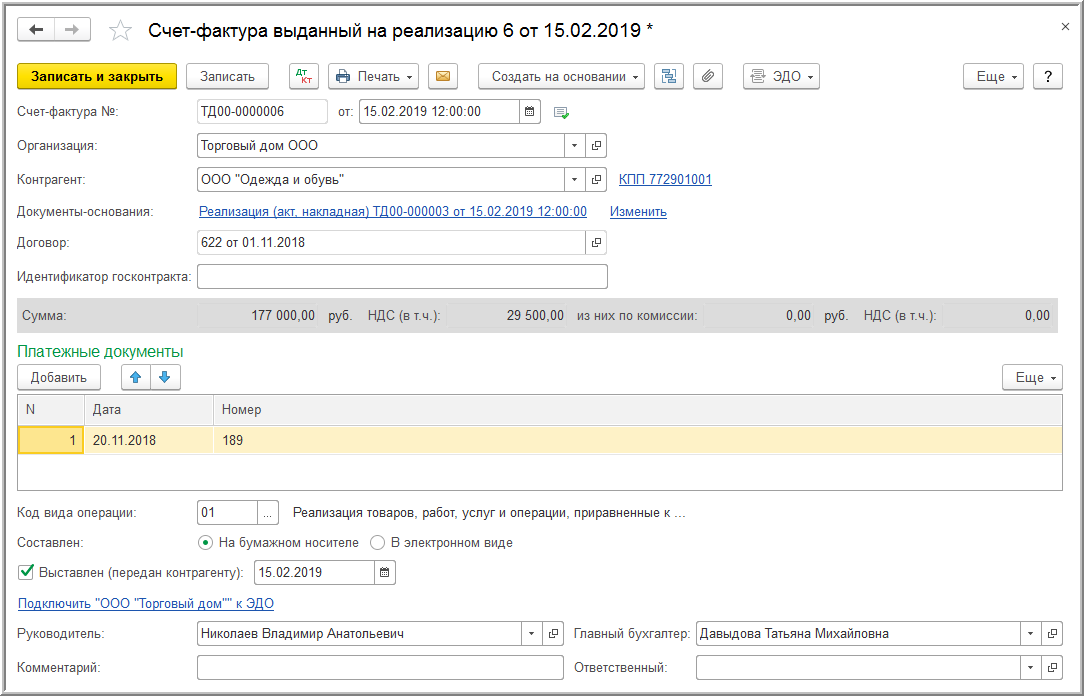 Счет-фактура выданный на реализацию 6 от 15.02.2019 *
Записать и закрыть Записать Дт Кт Печать Создать на основании ЭДО Еще ?
Счет-фактура №: ТД00-0000006 от: 15.02.2019 12:00:00
Организация: Торговый дом ООО
Контрагент: ООО "Одежда и обувь" КПП 772901001
Документы-основания: Реализация (акт, накладная) ТД00-000003 от 15.02.2019 12:00:00 Изменить
Договор: 622 от 01.11.2018
Идентификатор госконтракта:
Сумма: 177 000,00 руб. НДС (в т.ч.): 29 500,00 из них по комиссии: 0,00 руб. НДС (в т.ч.): 0,00
Платежные документы
Добавить Еще
N Дата Номер
1 20.11.2018 189
Код вида операции: 01 ... Реализация товаров, работ, услуг и операции, приравненные к ...
Составлен: На бумажном носителе В электронном виде
Выставлен (передан контрагенту): 15.02.2019
Подключить "ООО "Торговый дом"" к ЭДО
Руководитель: Николаев Владимир Анатольевич Главный бухгалтер: Давыдова Татьяна Михайловна
Комментарий: Ответственный: